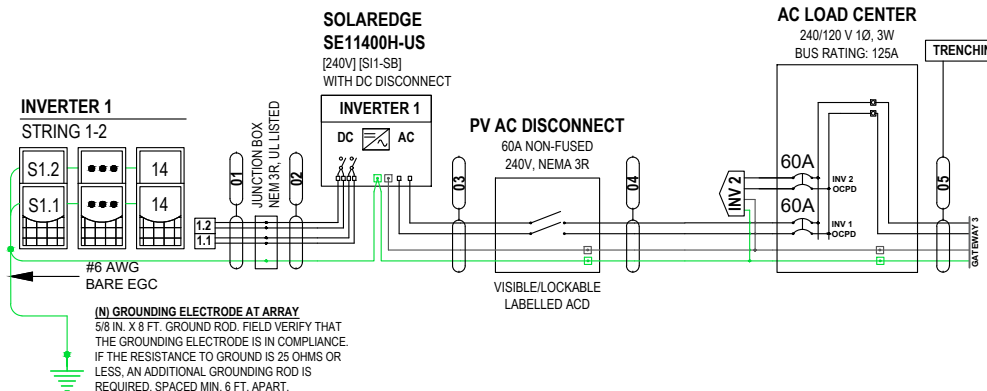 INVERTER 1
STRING 1-2
S1.2
14
S1.1
14
#6 AWG
BARE EGC
(N) GROUNDING ELECTRODE AT ARRAY
5/8 IN. X 8 FT. GROUND ROD. FIELD VERIFY THAT
THE GROUNDING ELECTRODE IS IN COMPLIANCE.
IF THE RESISTANCE TO GROUND IS 25 OHMS OR
LESS, AN ADDITIONAL GROUNDING ROD IS
REQUIRED, SPACED MIN. 6 FT. APART.
1.2
1.1
01
JUNCTION BOX
NEM 3R, UL LISTED
02
SOLAREDGE
SE11400H-US
[240V] [SI1-SB]
WITH DC DISCONNECT
INVERTER 1
DC
AC
03
PV AC DISCONNECT
60A NON-FUSED
240V, NEMA 3R
VISIBLE/LOCKABLE
LABELLED ACD
04
INV 2
AC LOAD CENTER
240/120 V 1Ø, 3W
BUS RATING: 125A
60A
INV 2
OCPD
60A
INV 1
OCPD
TRENCHIN
05
GATEWAY 3